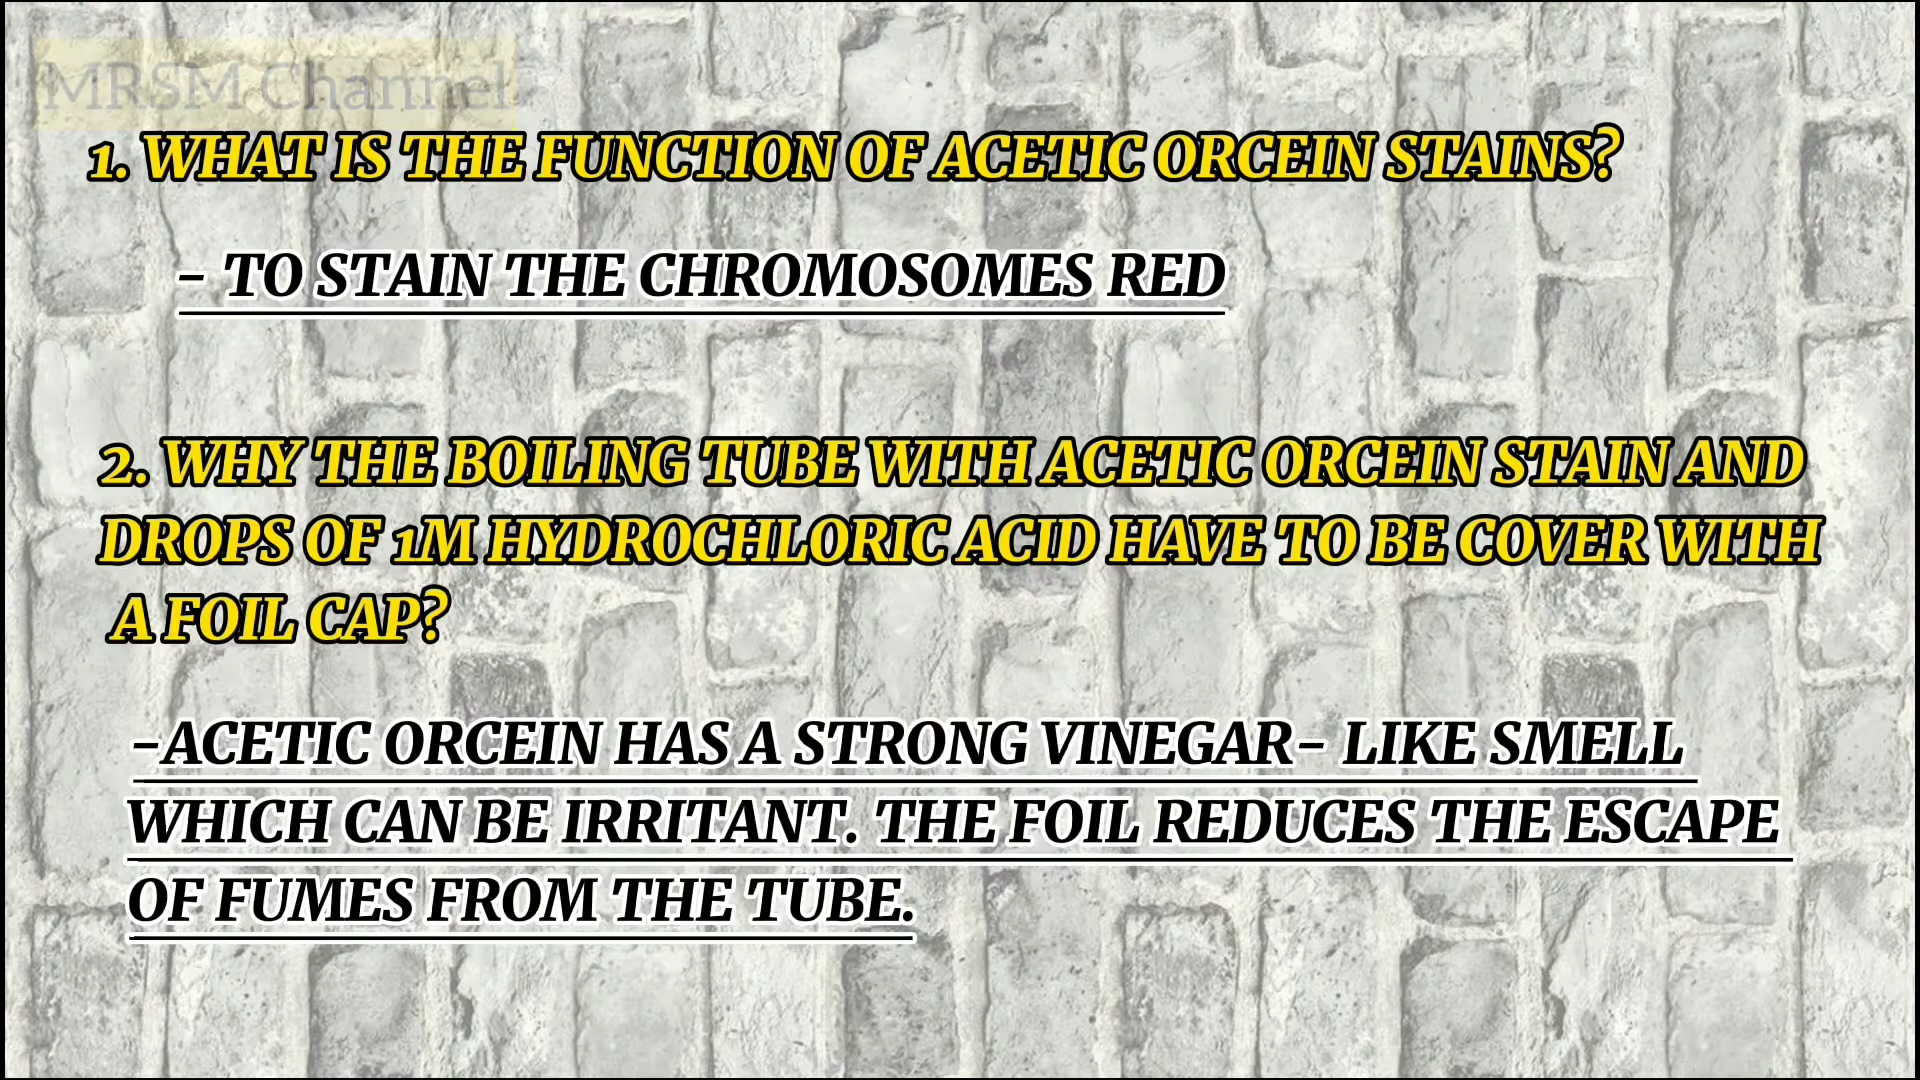 MRSM Channel
1. WHAT IS THE FUNCTION OF ACETIC ORCEIN STAINS?
- TO STAIN THE CHROMOSOMES RED
2. WHY THE BOILING TUBE WITH ACETIC ORCEIN STAIN AND
DROPS OF 1M HYDROCHLORIC ACID HAVE TO BE COVER WITH
A FOIL CAP?
-ACETIC ORCEIN HAS A STRONG VINEGAR- LIKE SMELL
WHICH CAN BE IRRITANT. THE FOIL REDUCES THE ESCAPE
OF FUMES FROM THE TUBE.